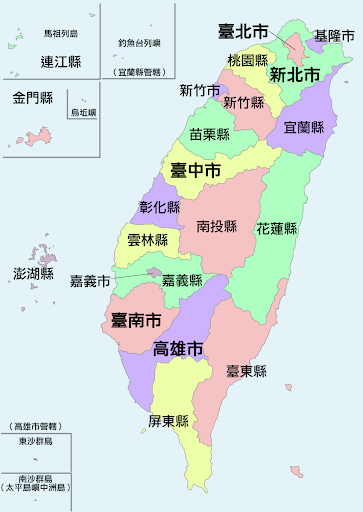 馬祖列島
連江縣
釣魚台列嶼
(宜蘭縣管轄)
金門縣
烏坵嶼
臺北市
基隆市
桃園縣
新北市
新竹市
新竹縣
宜蘭縣
苗栗縣
臺中市
彰化縣
南投縣
花蓮縣
雲林縣
澎湖縣
嘉義市
嘉義縣
臺南市
高雄市
臺東縣
屏東縣
(高雄市管轄)
東沙群島
南沙群島
(太平島嶼中洲島)